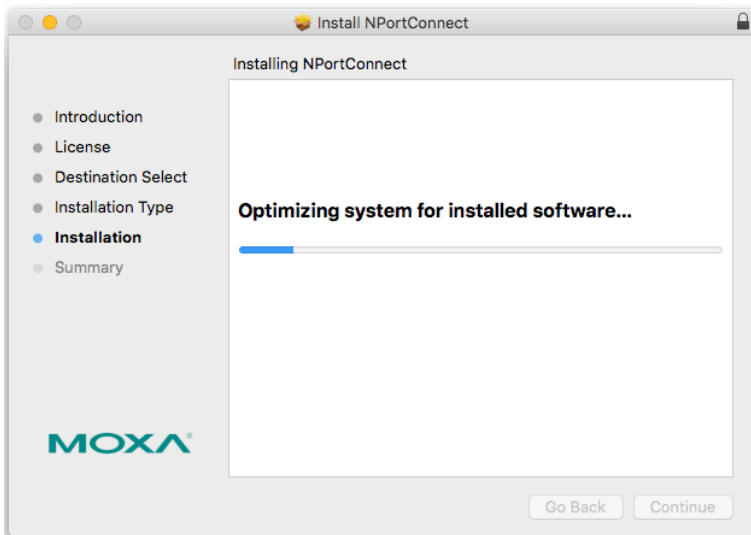 Install NPortConnect
Installing NPortConnect
Introduction
License
Destination Select
Installation Type
Installation
Summary
Optimizing system for installed software...
MOXA®
Go Back
Continue